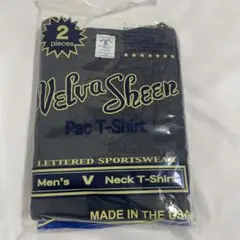 2
pieces
Velva Sheen
Pac T-Shirt
LETTERED SPORTSWEAR
Men's V Neck T-Shirt
MADE IN THE USA